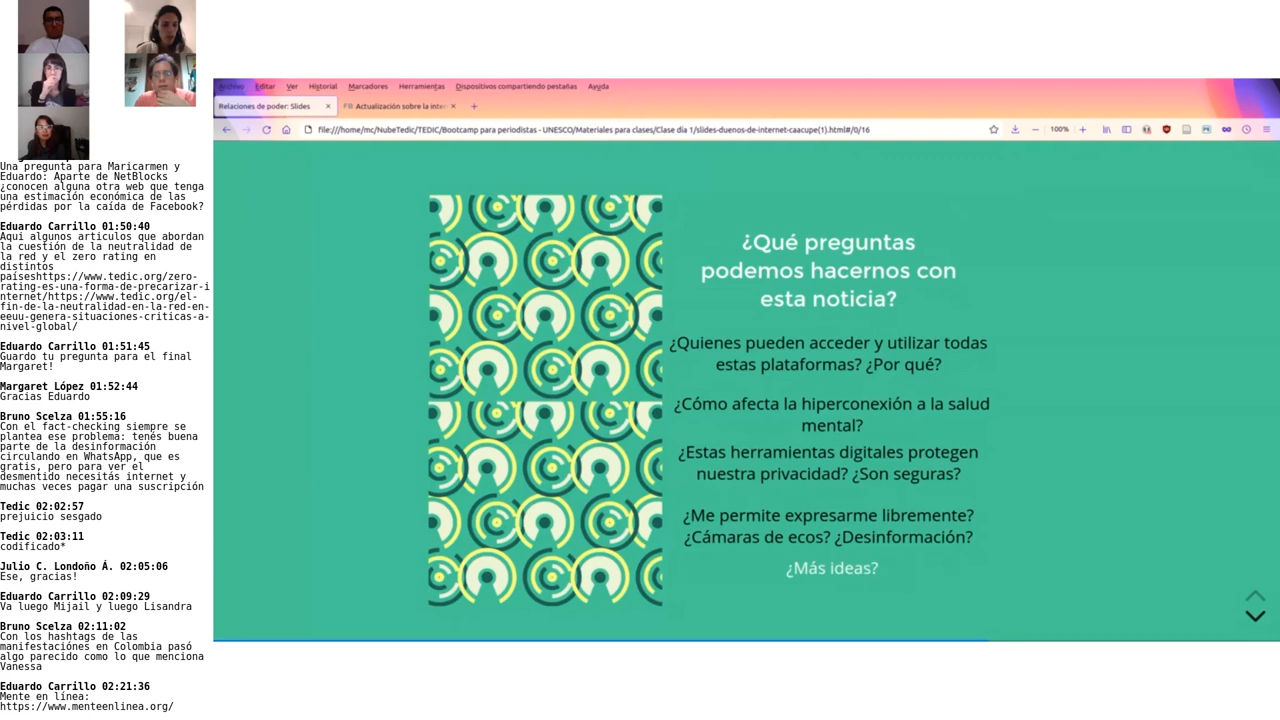 Una pregunta para Maricarmen y
Eduardo: Aparte de NetBlocks
¿conocen alguna otra web que tenga
una estimación económica de las
pérdidas por la caída de Facebook?
Eduardo Carrillo 01:50:40
Aquí algunos artículos que abordan
la cuestión de la neutralidad de
la red y el zero rating en
distintos
paíseshttps://www.tedic.org/zero-
rating-es-una-forma-de-precarizar-i
nternet/https://www.tedic.org/el-
fin-de-la-neutralidad-en-la-red-en-
eeuu-genera-situaciones-criticas-a-
nivel-global/
Eduardo Carrillo 01:51:45
Guardo tu pregunta para el final
Margaret!
Margaret López 01:52:44
Gracias Eduardo
Bruno Scelza 01:55:16
Con el fact-checking siempre se
plantea ese problema: tenés buena
parte de la desinformación
circulando en WhatsApp, que es
gratis, pero para ver el
desmentido necesitás internet y
muchas veces pagar una suscripción
Tedic 02:02:57
prejuicio sesgado
Tedic 02:03:11
codificado*
Julio C. Londoño Á. 02:05:06
Ese, gracias!
Eduardo Carrillo 02:09:29
Va luego Mijail y luego Lisandra
Bruno Scelza 02:11:02
Con los hashtags de las
manifestaciónes en Colombia pasó
algo parecido como lo que menciona
Vanessa
Eduardo Carrillo 02:21:36
Mente en línea:
https://www.menteenlinea.org/
Archivo Editar Ver Historial Marcadores Herramientas Dispositivos compartiendo pestañas Ayuda
Relaciones de poder: Slides × Actualización sobre la inter × +
file:///home/mc/NubeTedic/TEDIC/Bootcamp para periodistas - UNESCO/Materiales para clases/Clase día 1/slides-duenos-de-internet-caacupe(1).html#/0/16 100%
¿Qué preguntas
podemos hacernos con
esta noticia?
¿Quienes pueden acceder y utilizar todas
estas plataformas? ¿Por qué?
¿Cómo afecta la hiperconexión a la salud
mental?
¿Estas herramientas digitales protegen
nuestra privacidad? ¿Son seguras?
¿Me permite expresarme libremente?
¿Cámaras de ecos? ¿Desinformación?
¿Más ideas?